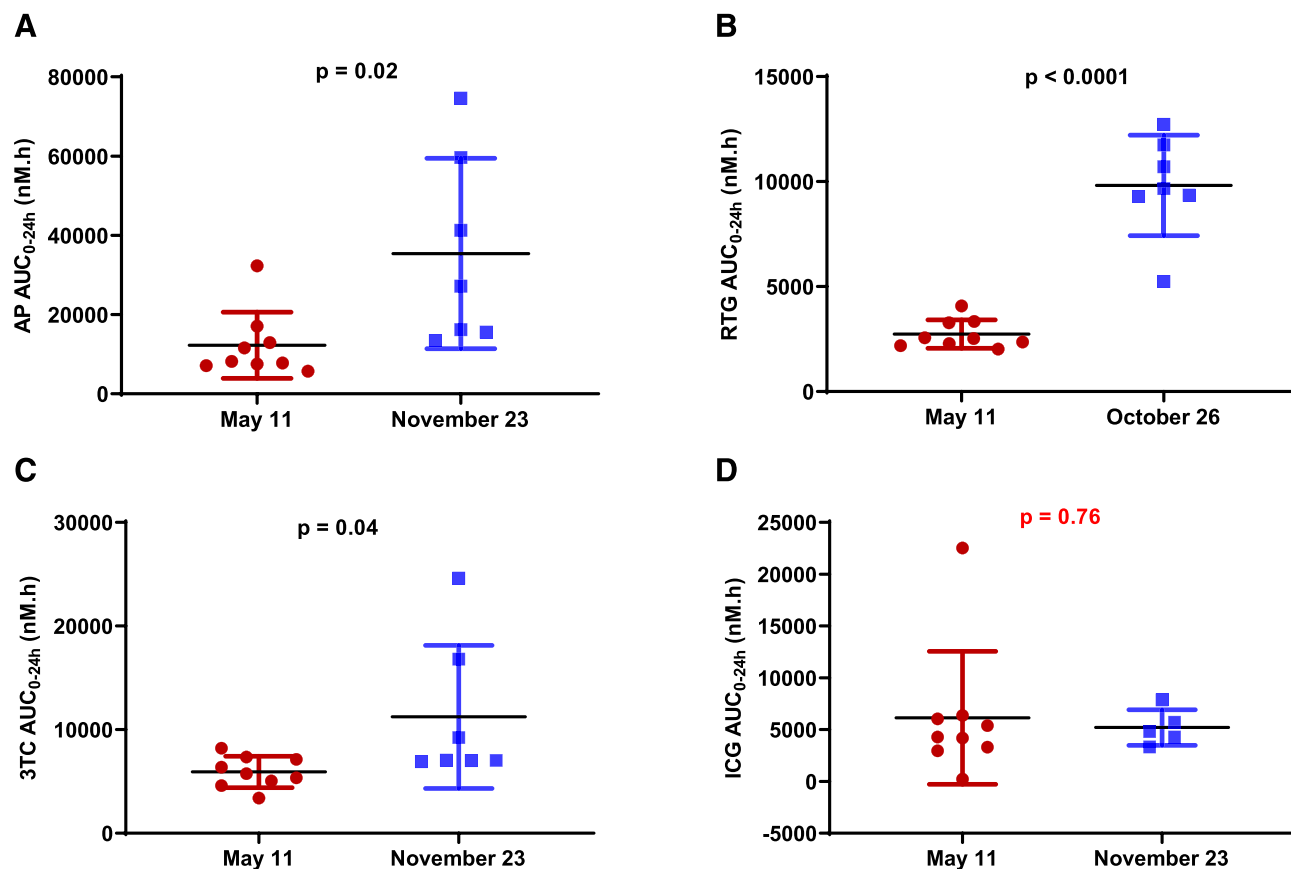 A
p = 0.02
AP AUC0-24h (nM.h)
80000
60000
40000
20000
0
May 11
November 23
B
p < 0.0001
RTG AUC0-24h (nM.h)
15000
10000
5000
0
May 11
October 26
C
p = 0.04
3TC AUC0-24h (nM.h)
30000
20000
10000
0
May 11
November 23
D
p = 0.76
ICG AUC0-24h (nM.h)
25000
20000
15000
10000
5000
0
-5000
May 11
November 23